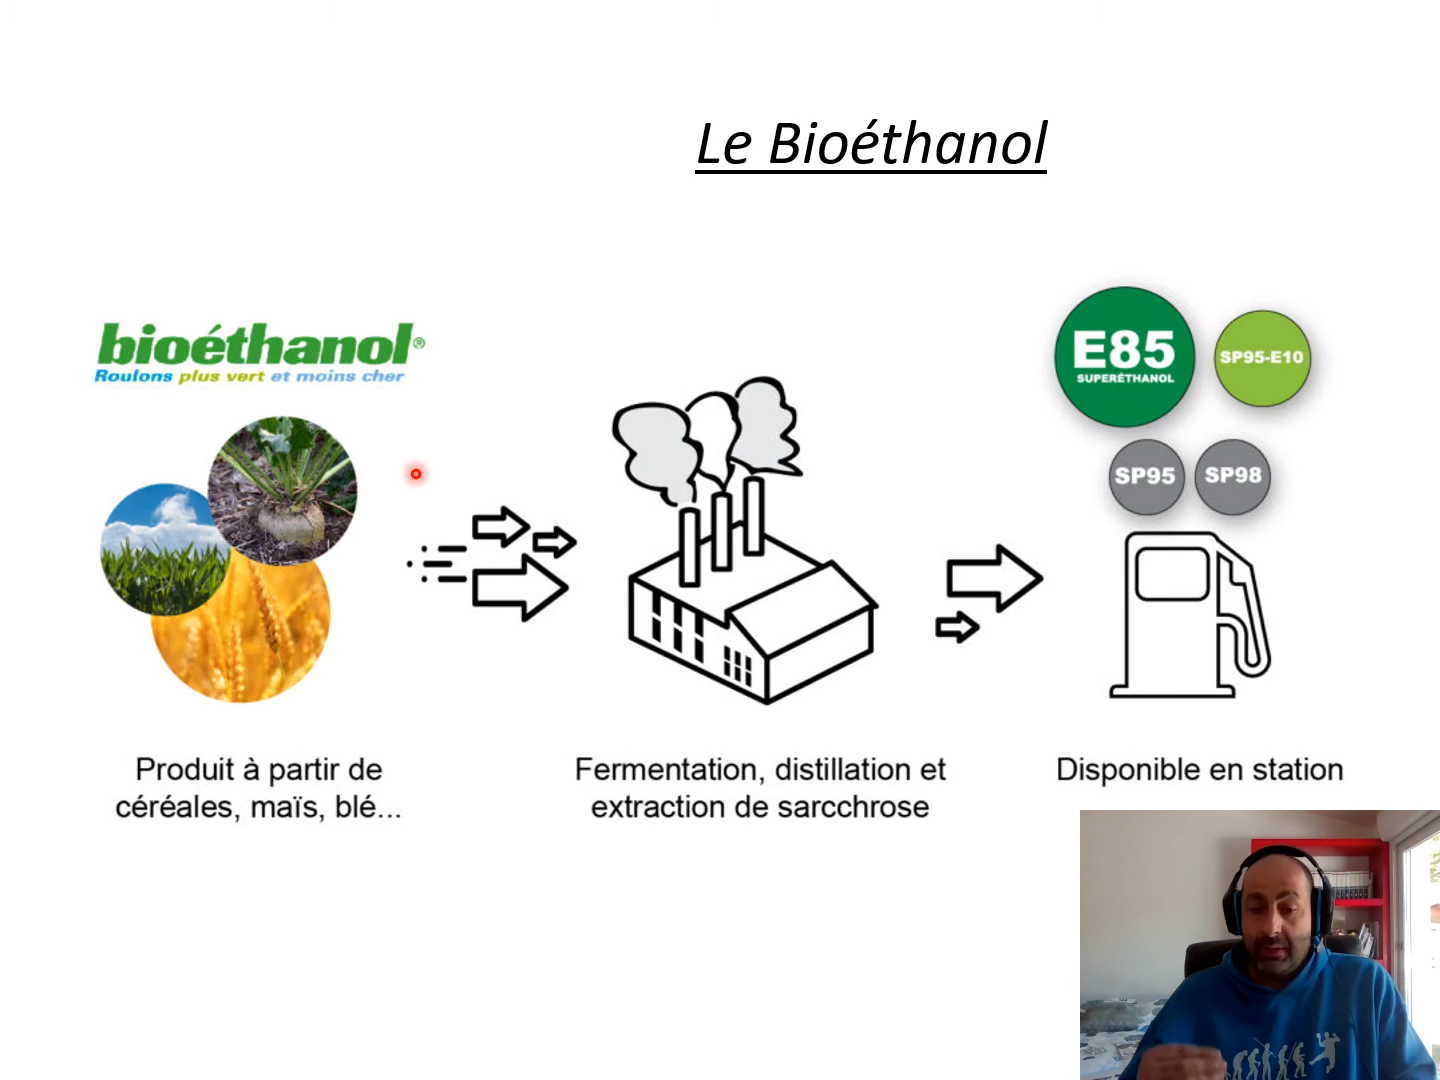 Le Bioéthanol
bioéthanol®
Roulons plus vert et moins cher
E85
SUPERÉTHANOL
SP95-E10
SP95
SP98
Produit à partir de
céréales, maïs, blé...
Fermentation, distillation et
extraction de sarcchrose
Disponible en station